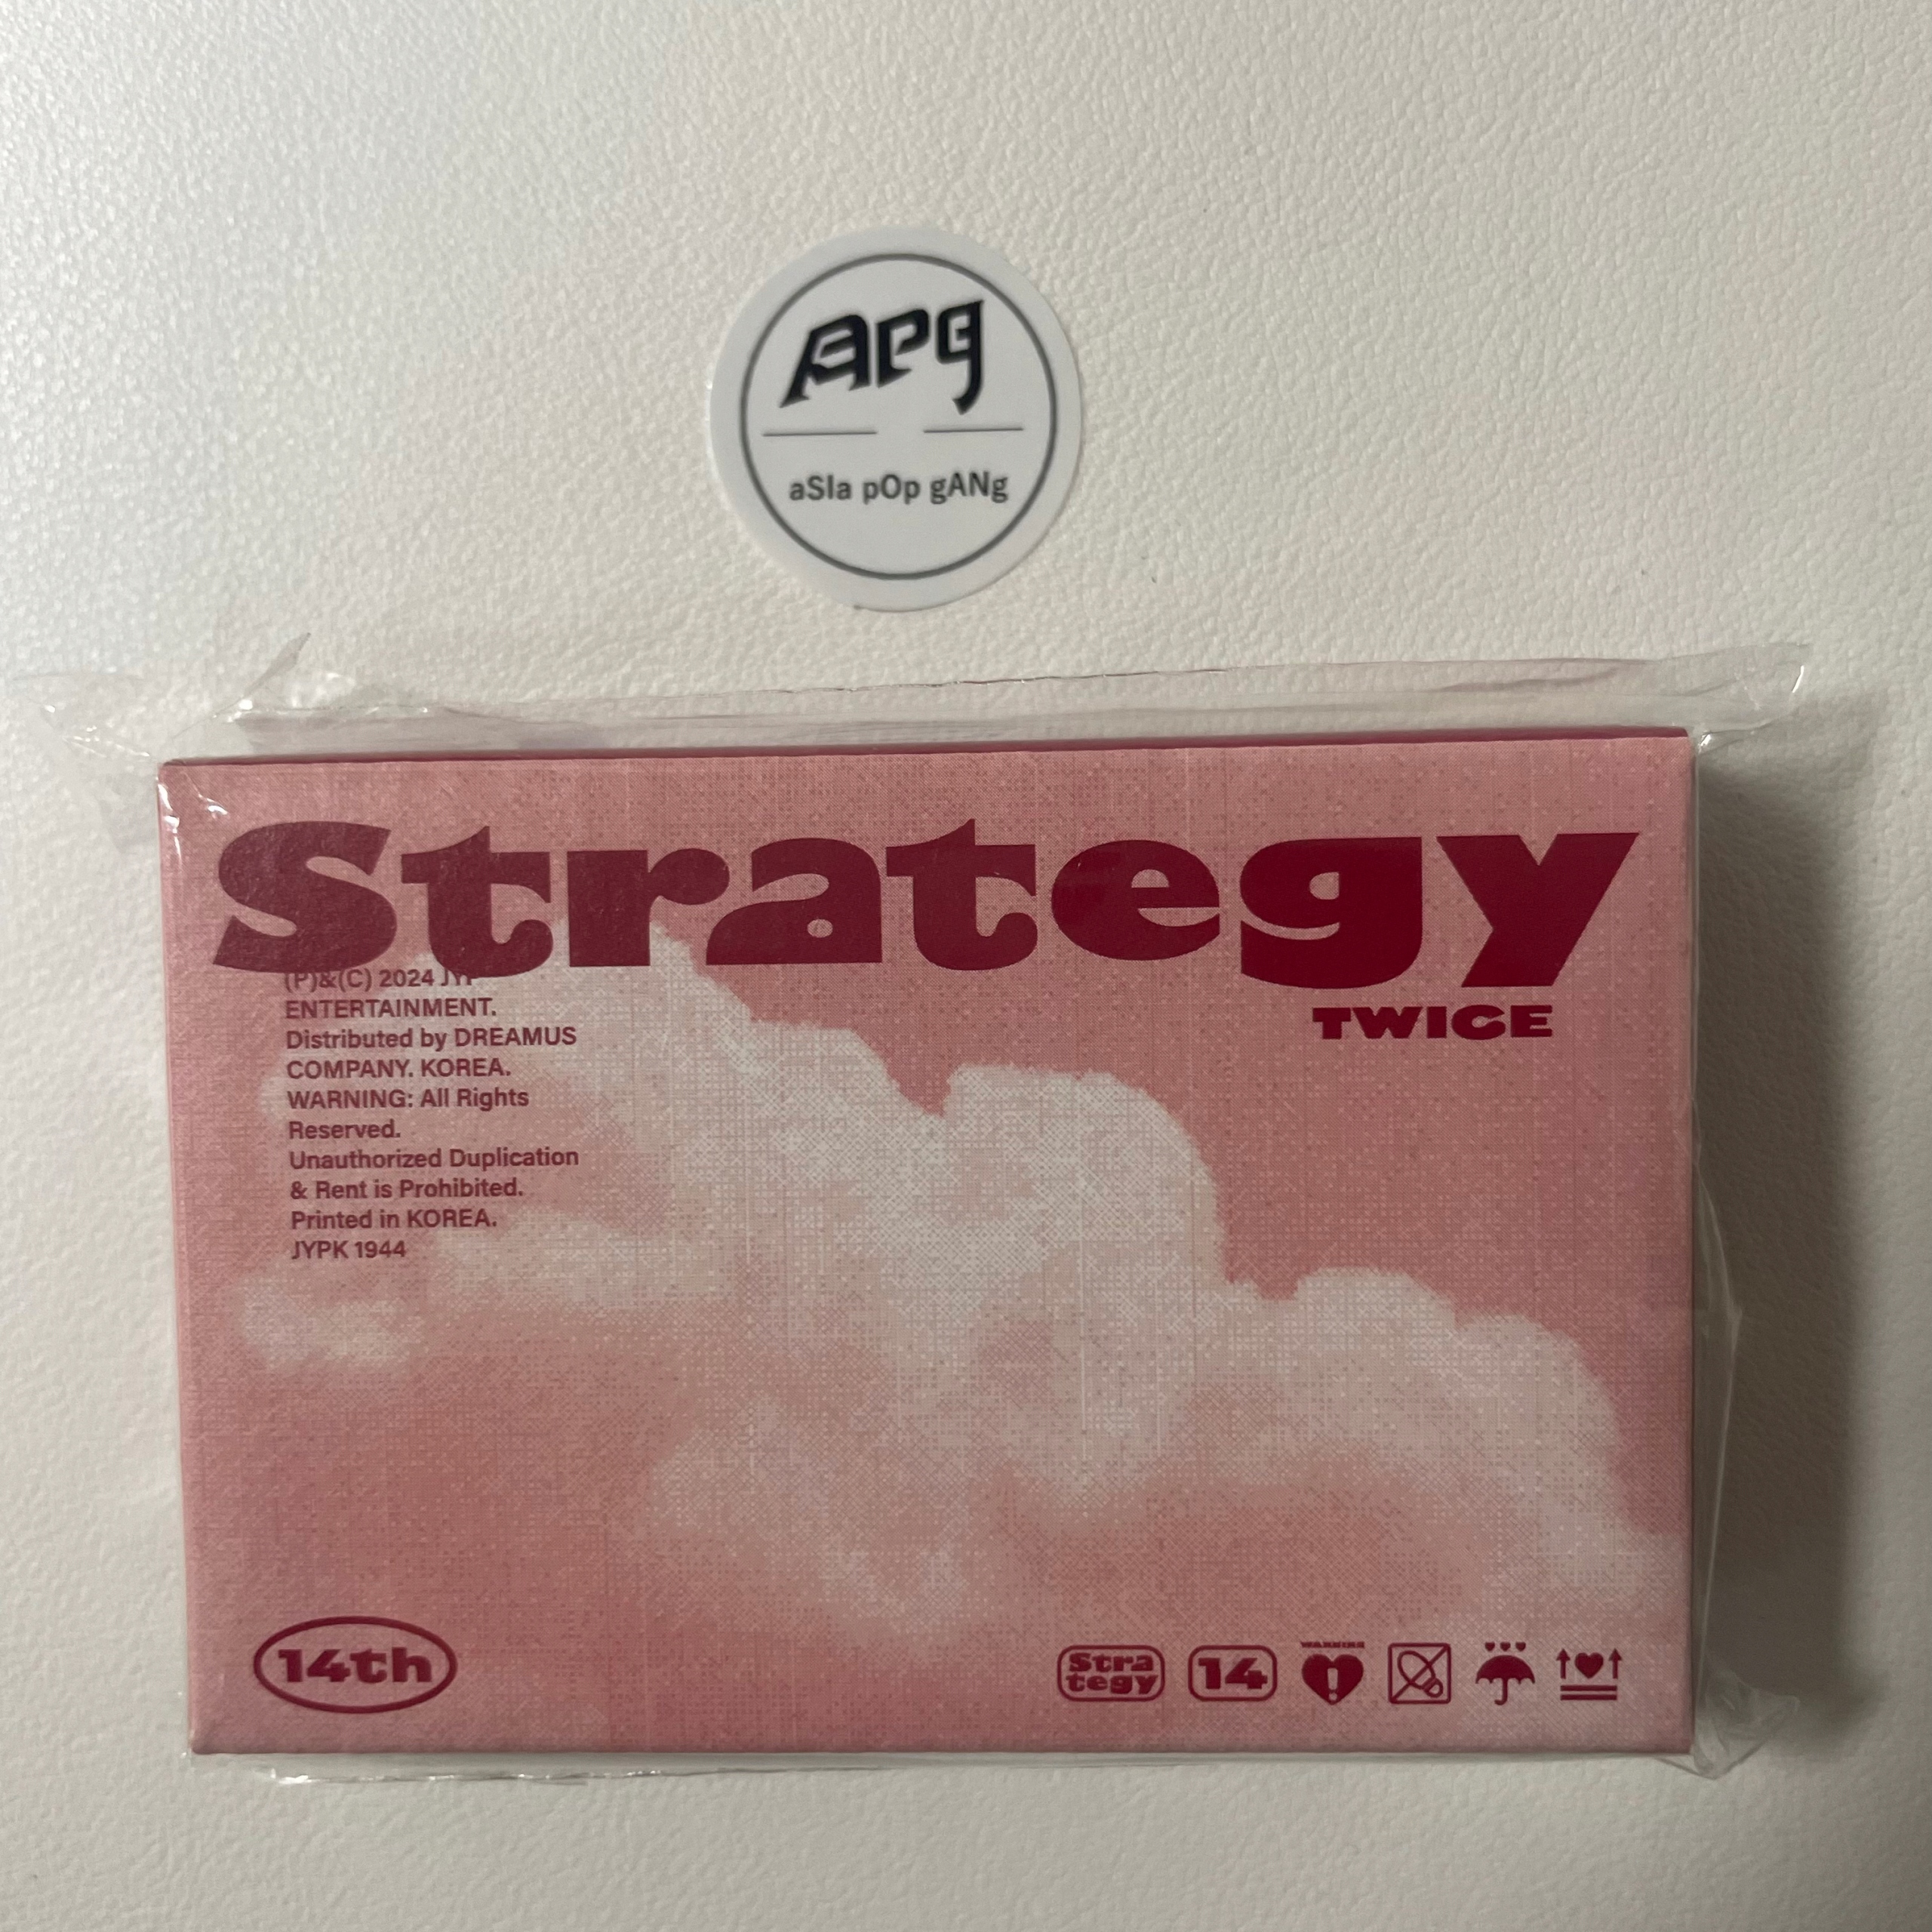 APg
aSIa pOp gANg
Strategy
TWICE
(P)&(C) 2024 JYP
ENTERTAINMENT.
Distributed by DREAMUS
COMPANY. KOREA.
WARNING: All Rights
Reserved.
Unauthorized Duplication
& Rent is Prohibited.
Printed in KOREA.
JYPK 1944
14th
Stra
tegy
14
WARNING
!